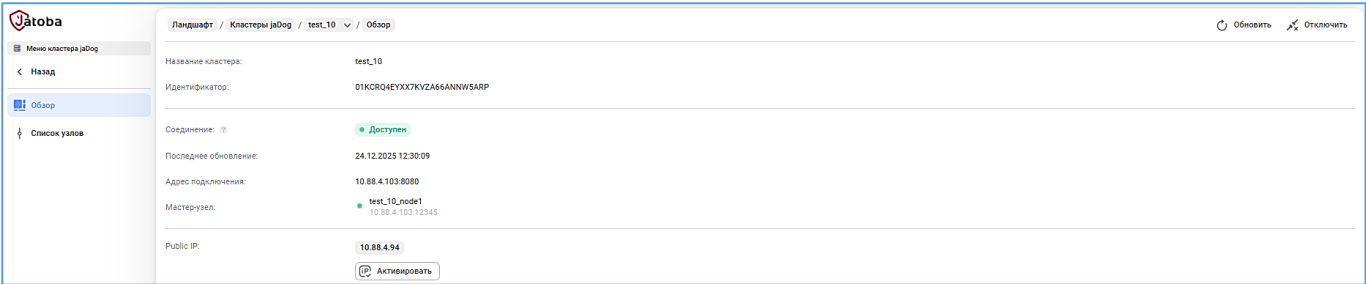 Jatoba
Ландшафт / Кластеры jaDog / test_10 / Обзор
Обновить
Отключить
Меню кластера jaDog
Назад
Обзор
Список узлов
Название кластера: test_10
Идентификатор: 01KCRQ4EYXX7KVZA66ANNW5ARP
Соединение: ? Доступен
Последнее обновление: 24.12.2025 12:30:09
Адрес подключения: 10.88.4.103:8080
Мастер-узел: test_10_node1
10.88.4.103:12345
Public IP: 10.88.4.94
IP Активировать